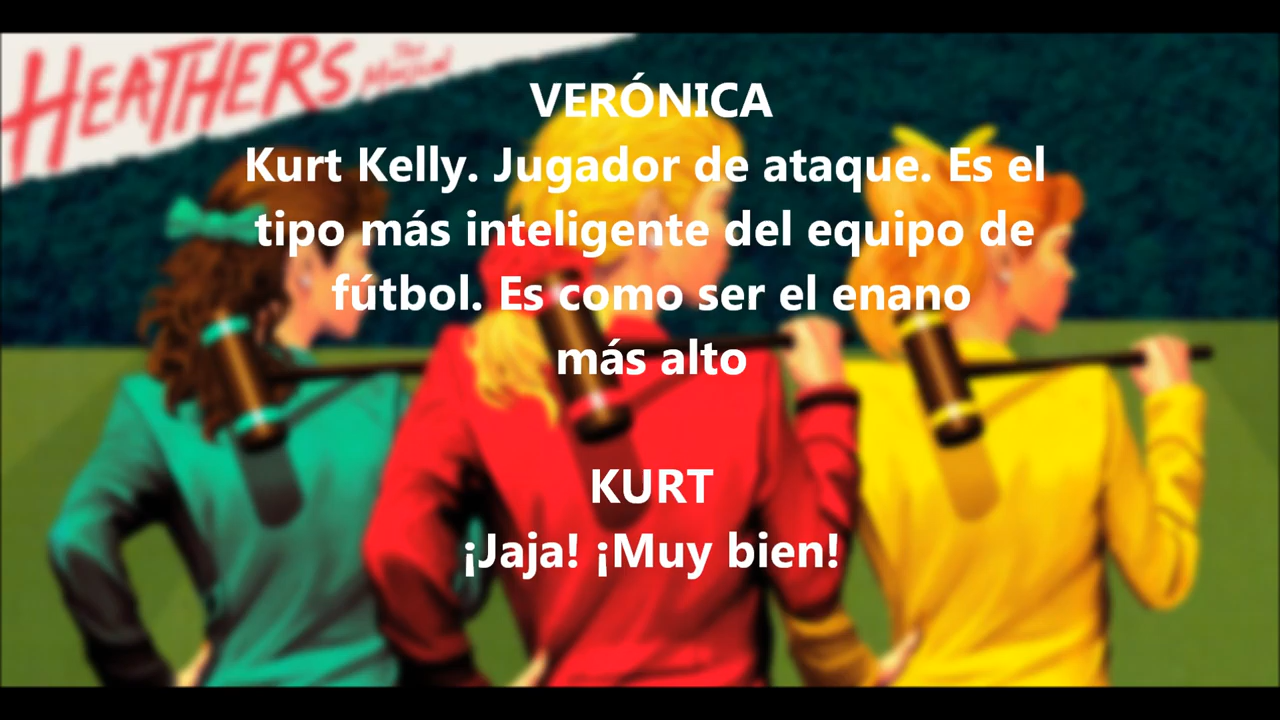 HEATHERS
The
Musical
VERÓNICA
Kurt Kelly. Jugador de ataque. Es el
tipo más inteligente del equipo de
fútbol. Es como ser el enano
más alto
KURT
¡Jaja! ¡Muy bien!